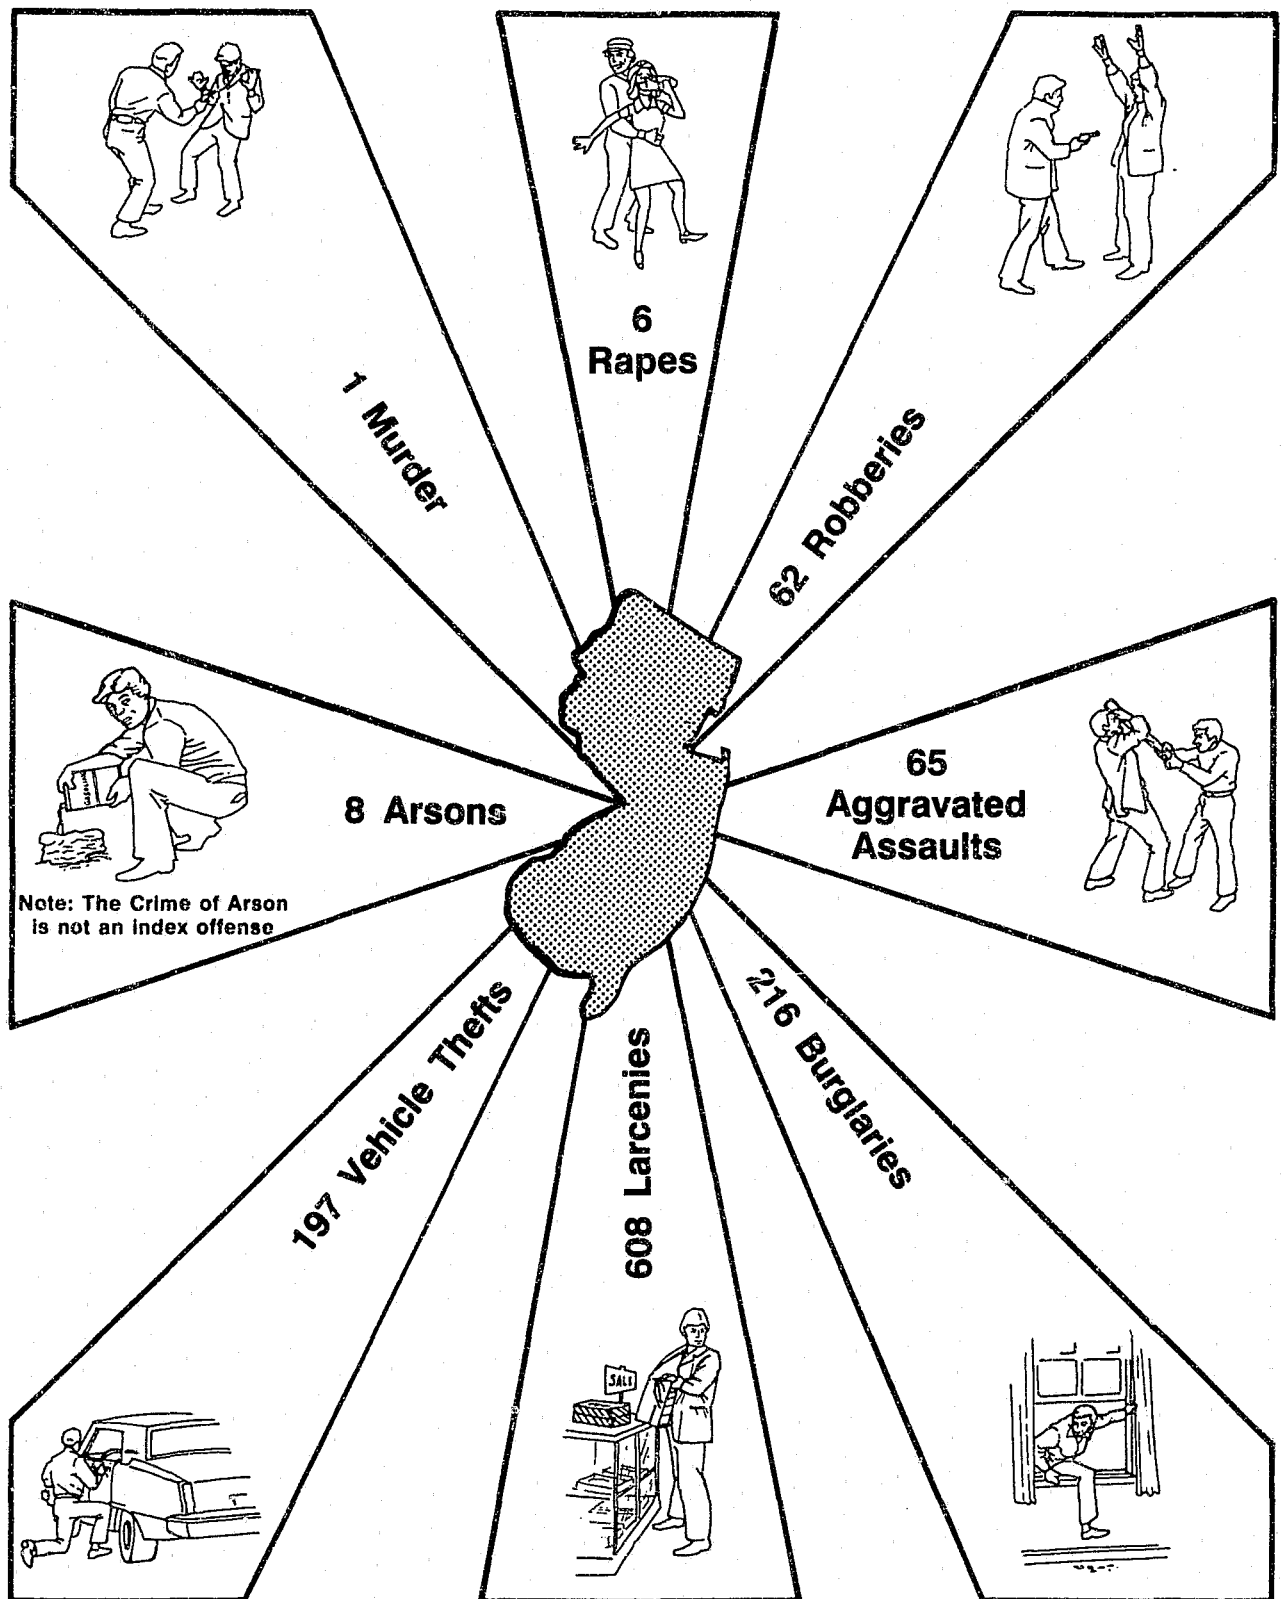 6
Rapes
1 Murder
62 Robberies
8 Arsons
65
Aggravated
Assaults
Note: The Crime of Arson
is not an index offense
197 Vehicle Thefts
608 Larcenies
216 Burglaries
SALE